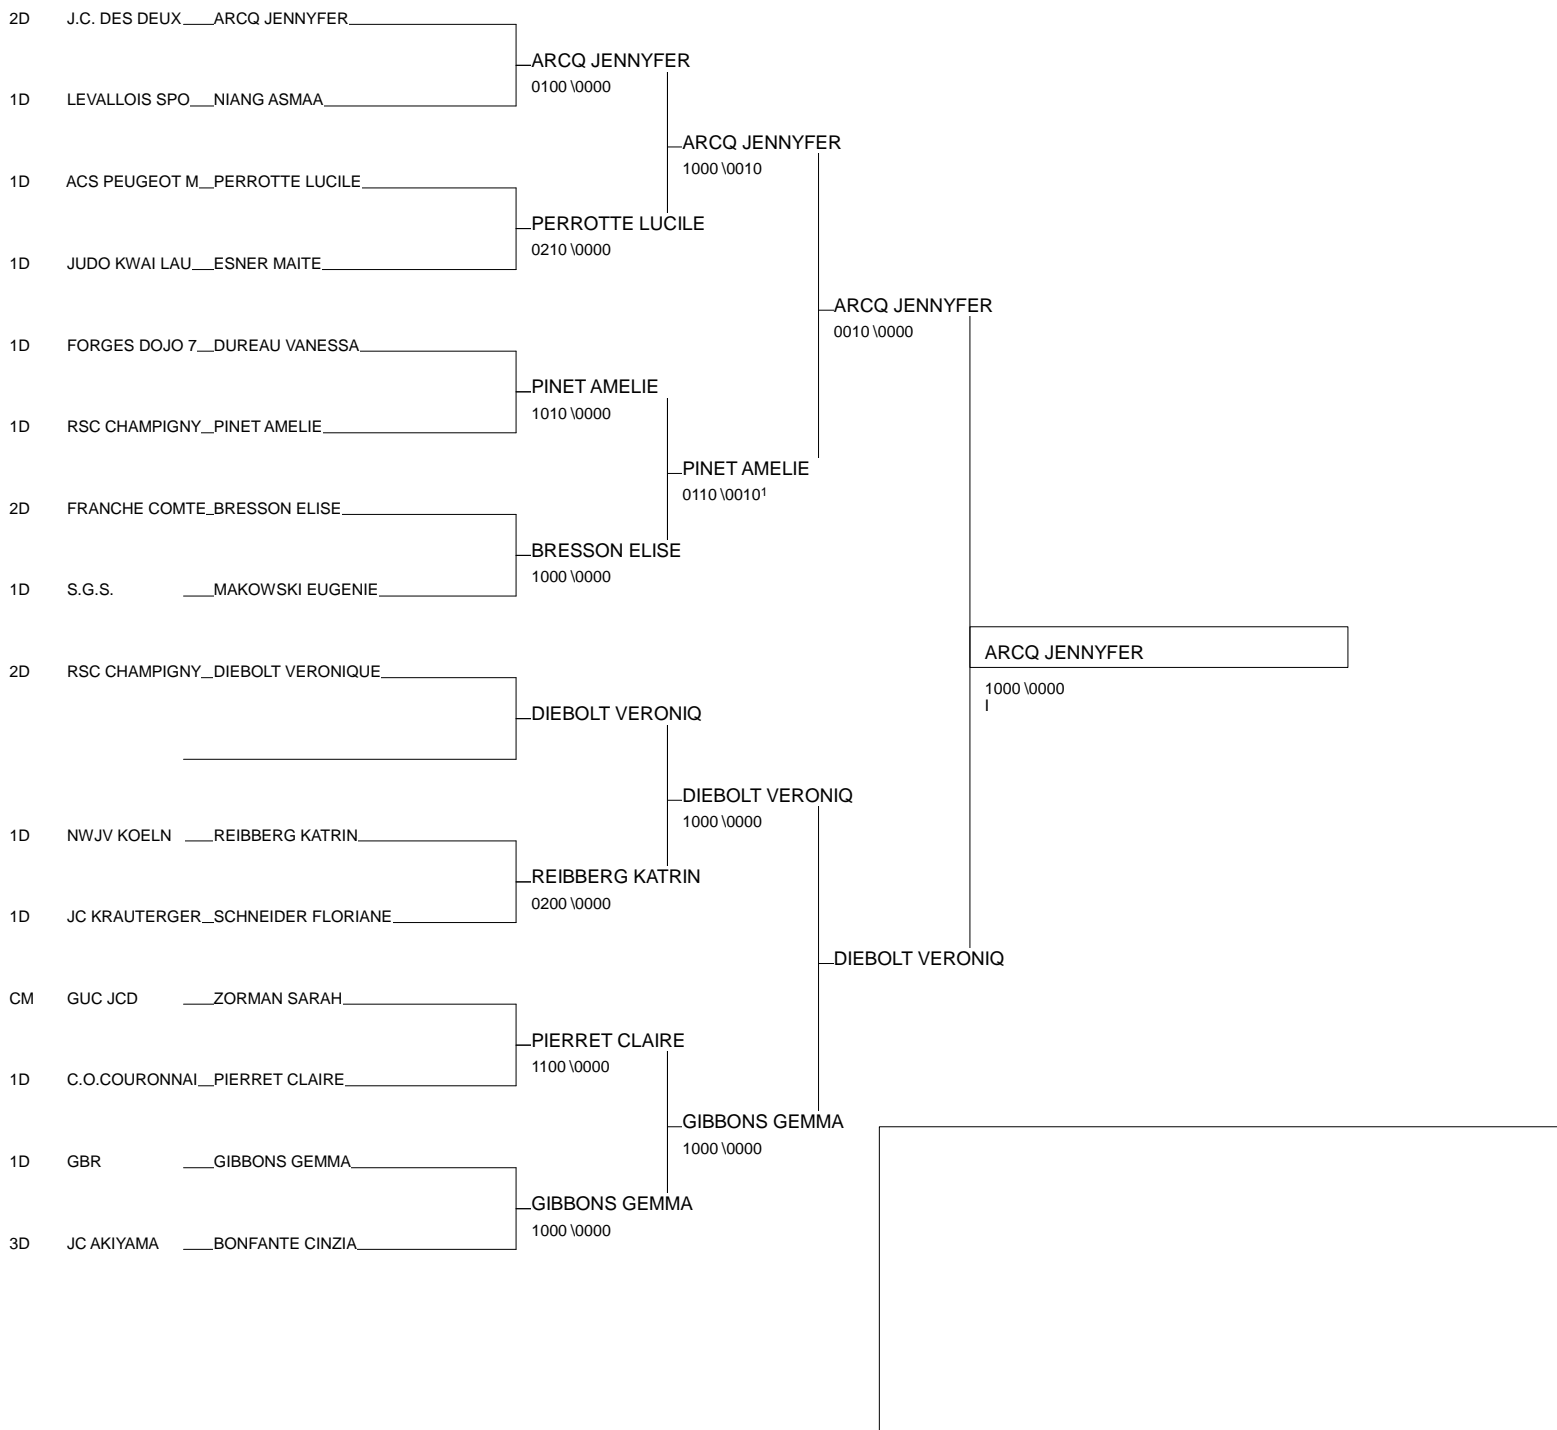 2D J.C. DES DEUX ARCQ JENNYFER
ARCQ JENNYFER
0100 \0000
1D LEVALLOIS SPO NIANG ASMAA
ARCQ JENNYFER
1000 \0010
1D ACS PEUGEOT M PERROTTE LUCILE
PERROTTE LUCILE
0210 \0000
1D JUDO KWAI LAU ESNER MAITE
ARCQ JENNYFER
0010 \0000
1D FORGES DOJO 7 DUREAU VANESSA
PINET AMELIE
1010 \0000
1D RSC CHAMPIGNY PINET AMELIE
PINET AMELIE
0110 \0010¹
2D FRANCHE COMTE BRESSON ELISE
BRESSON ELISE
1000 \0000
1D S.G.S. MAKOWSKI EUGENIE
ARCQ JENNYFER
1000 \0000
I
2D RSC CHAMPIGNY DIEBOLT VERONIQUE
DIEBOLT VERONIQ
DIEBOLT VERONIQ
1000 \0000
1D NWJV KOELN REIBBERG KATRIN
REIBBERG KATRIN
0200 \0000
1D JC KRAUTERGER SCHNEIDER FLORIANE
DIEBOLT VERONIQ
CM GUC JCD ZORMAN SARAH
PIERRET CLAIRE
1100 \0000
1D C.O.COURONNAI PIERRET CLAIRE
GIBBONS GEMMA
1000 \0000
1D GBR GIBBONS GEMMA
GIBBONS GEMMA
1000 \0000
3D JC AKIYAMA BONFANTE CINZIA